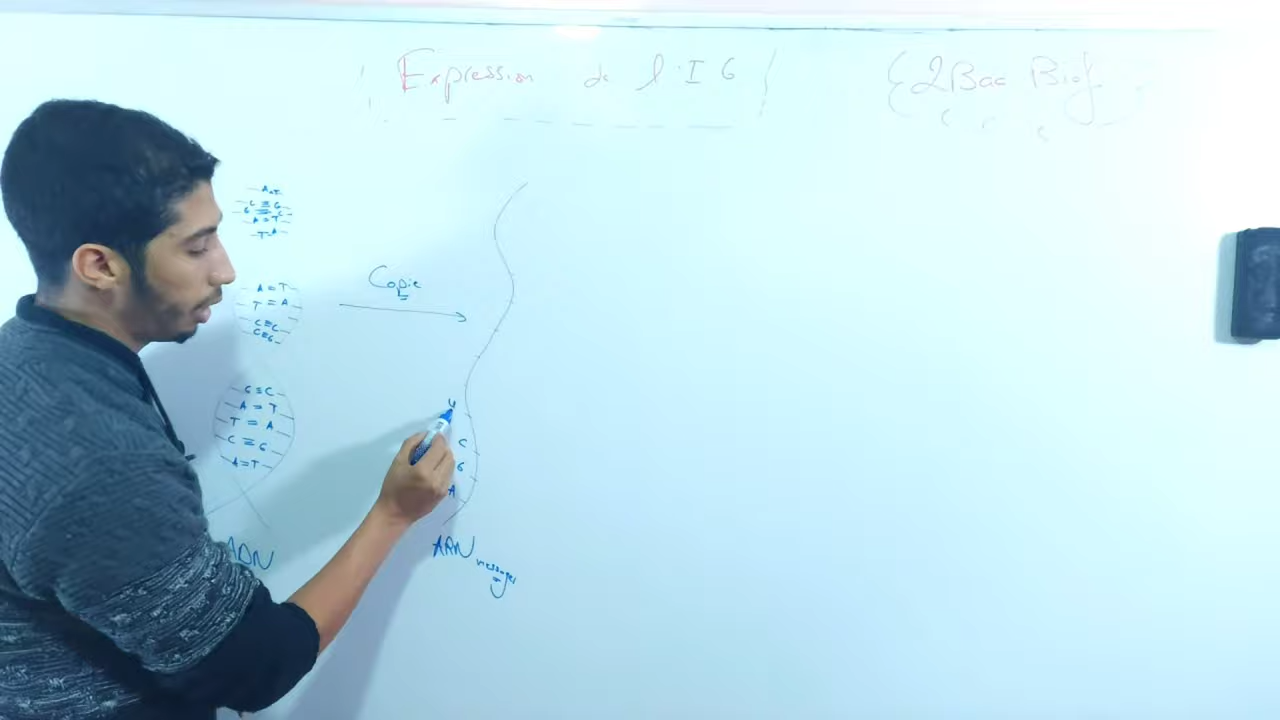 Expression de l'IG
{2Bac Biof
A=T
C≡G
G≡C
A=T
T=A
A=T
T=A
C≡G
C≡G
G≡C
A=T
T=A
C≡G
A=T
ADN
Copie
U
C
G
A
ARN messager